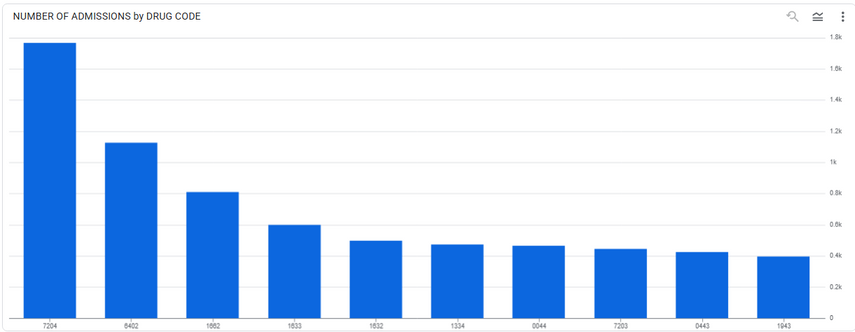 NUMBER OF ADMISSIONS by DRUG CODE
1.8k
1.6k
1.4k
1.2k
1k
0.8k
0.6k
0.4k
0.2k
0
7204 6402 1662 1633 1632 1334 0044 7203 0443 1943